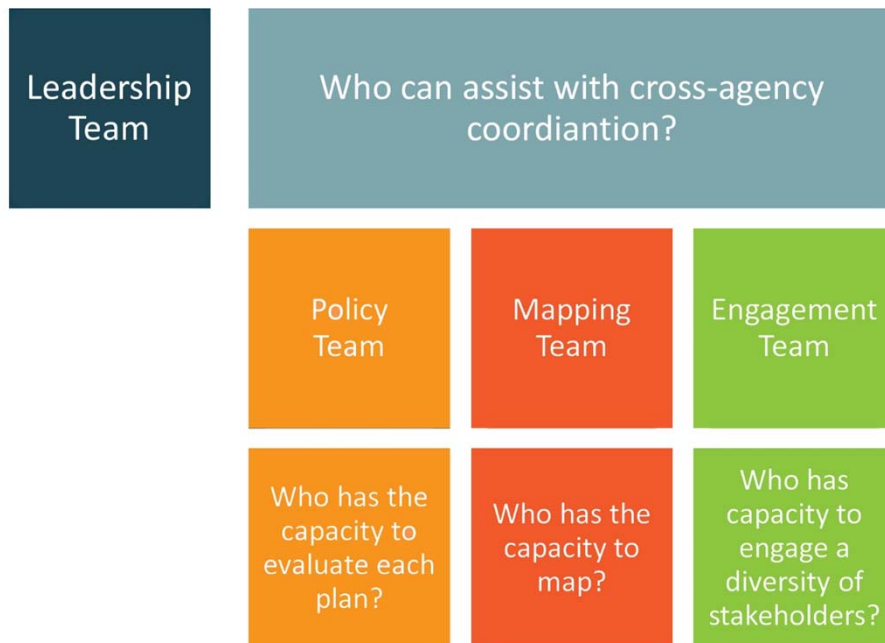 Leadership
Team
Who can assist with cross-agency
coordiantion?
Policy
Team
Mapping
Team
Engagement
Team
Who has the
capacity to
evaluate each
plan?
Who has the
capacity to
map?
Who has
capacity to
engage a
diversity of
stakeholders?